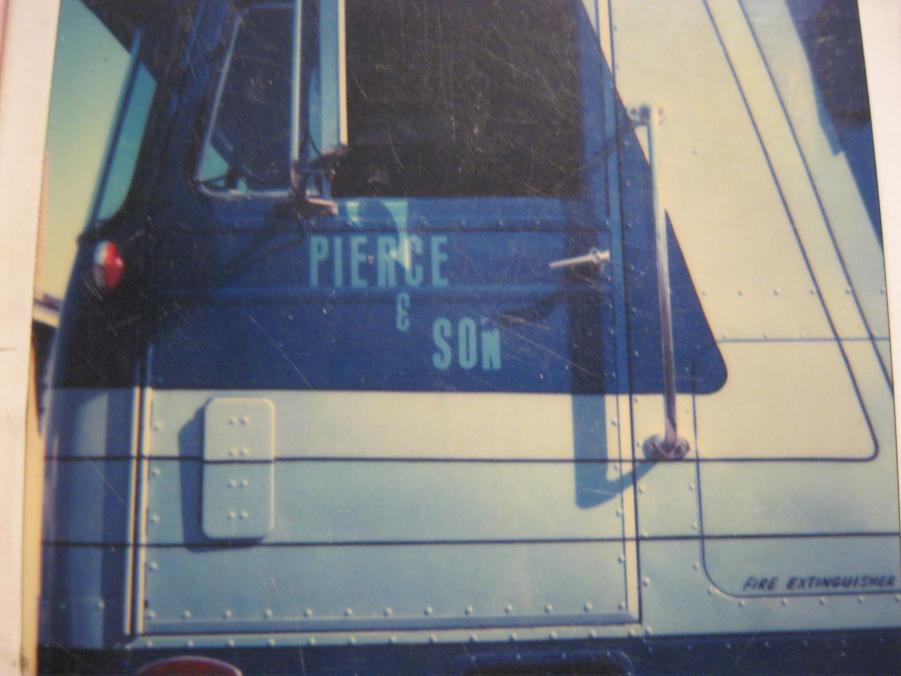 PIERCE
&
SON
FIRE EXTINGUISHER